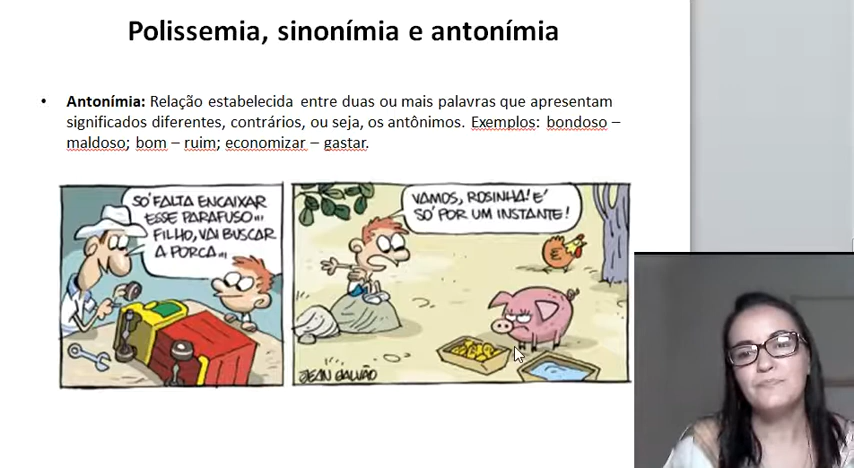 Polissemia, sinonímia e antonímia
• Antonímia: Relação estabelecida entre duas ou mais palavras que apresentam
significados diferentes, contrários, ou seja, os antônimos. Exemplos: bondoso –
maldoso; bom – ruim; economizar – gastar.
SÓ FALTA ENCAIXAR
ESSE PARAFUSO...
FILHO, VAI BUSCAR
A PORCA...
VAMOS, ROSINHA! É
SÓ POR UM INSTANTE!
JEAN GALVÃO